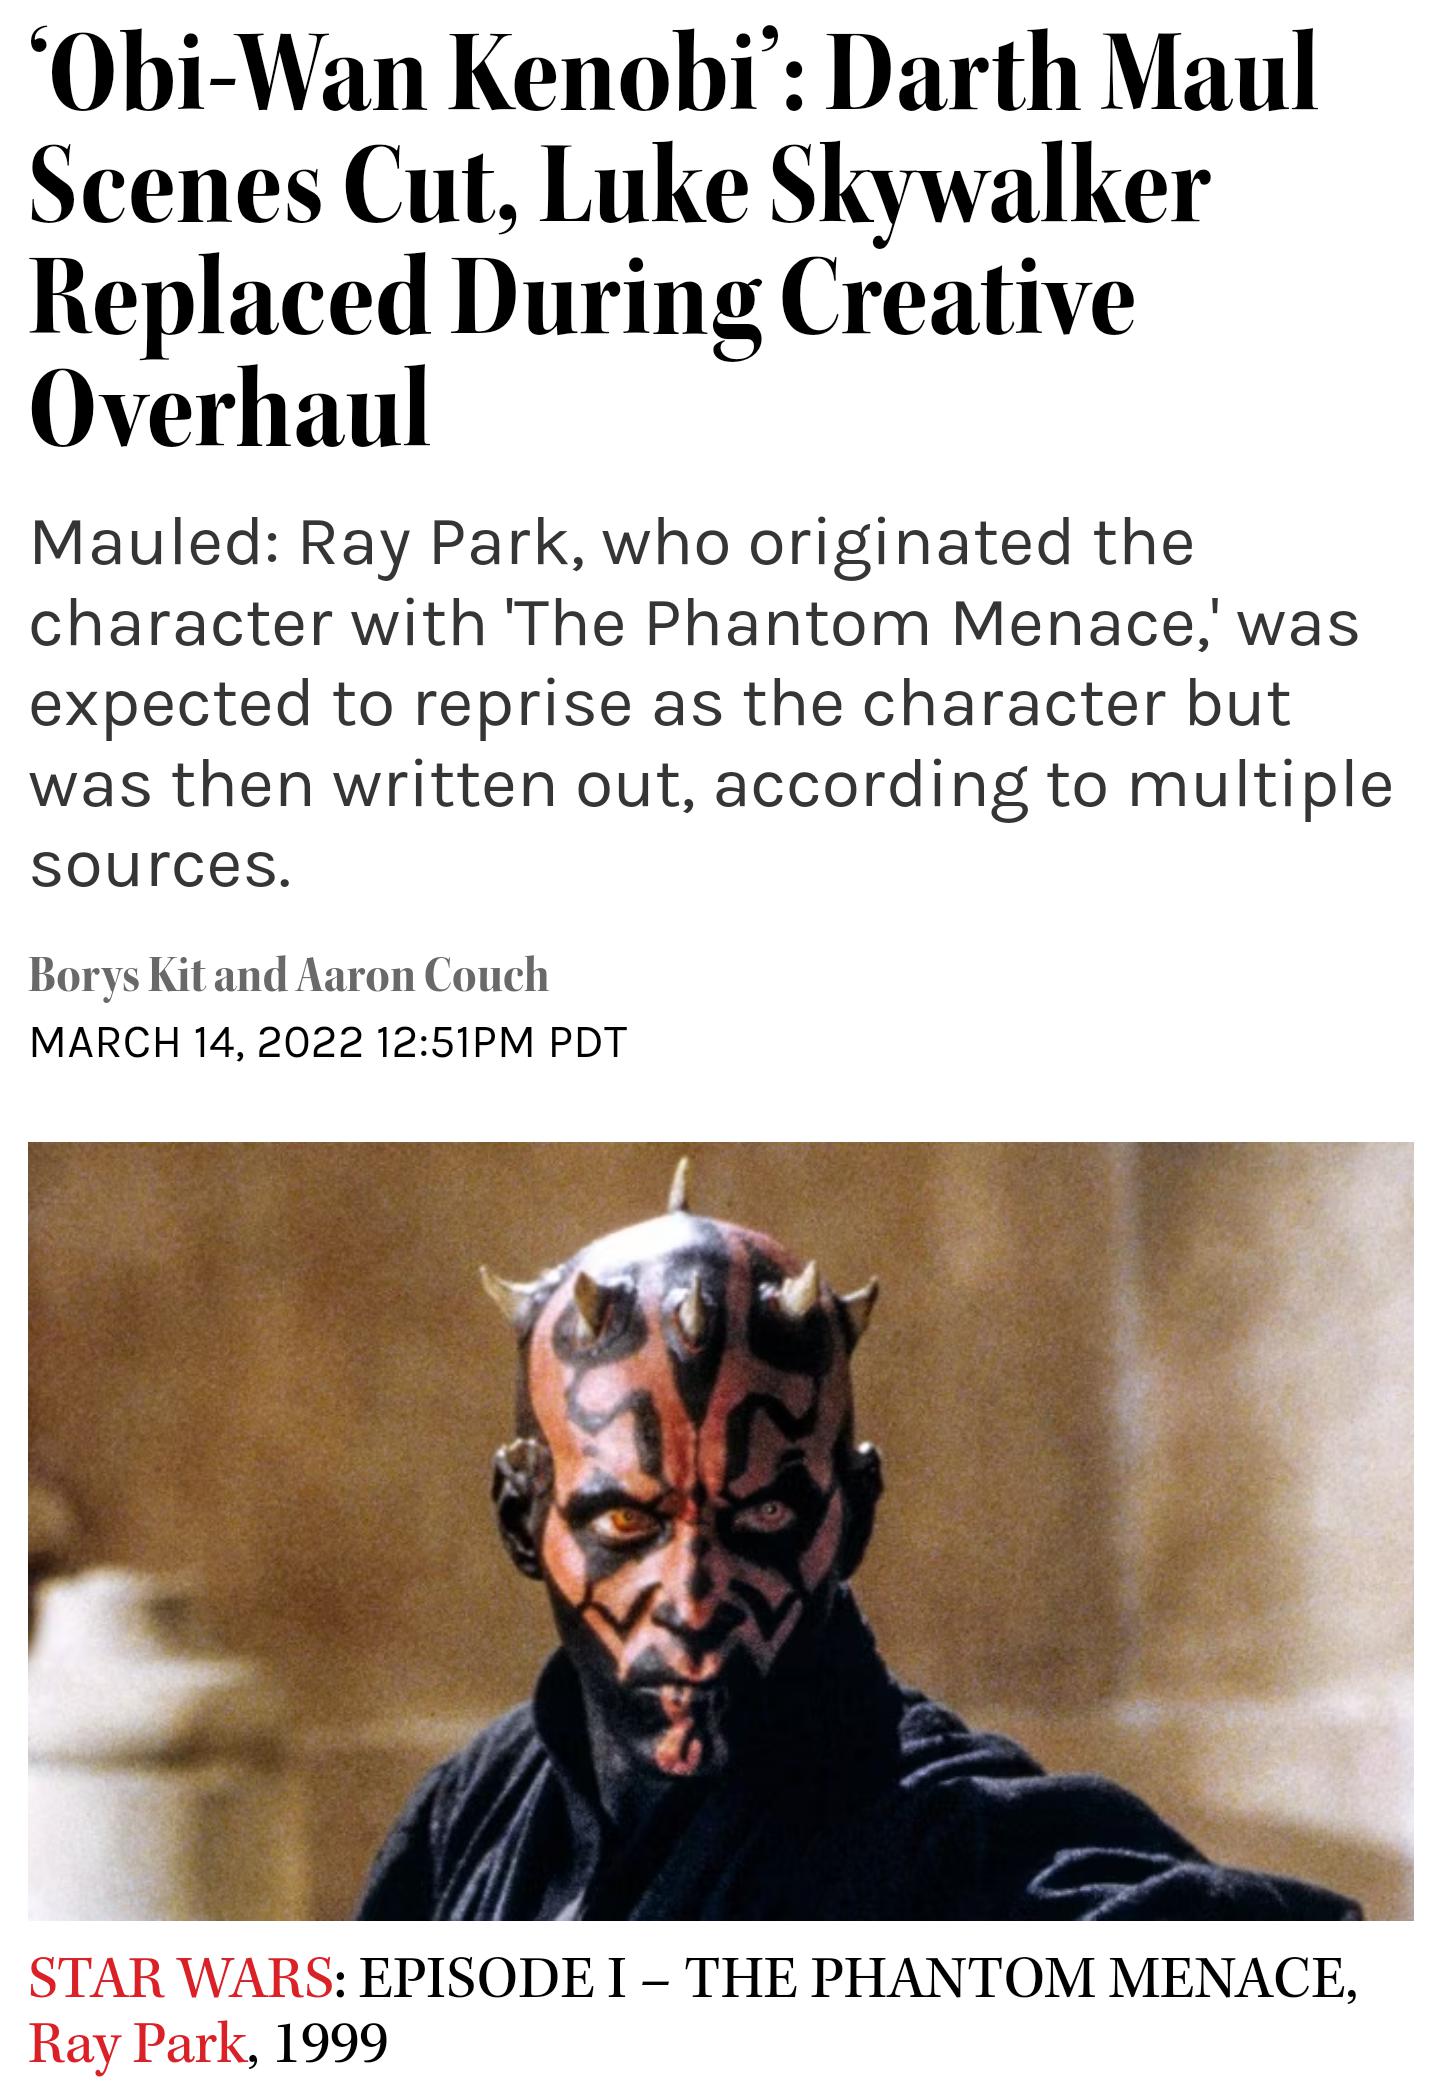 ‘Obi-Wan Kenobi’: Darth Maul
Scenes Cut, Luke Skywalker
Replaced During Creative
Overhaul
Mauled: Ray Park, who originated the
character with 'The Phantom Menace,' was
expected to reprise as the character but
was then written out, according to multiple
sources.
Borys Kit and Aaron Couch
MARCH 14, 2022 12:51PM PDT
STAR WARS: EPISODE I – THE PHANTOM MENACE,
Ray Park, 1999